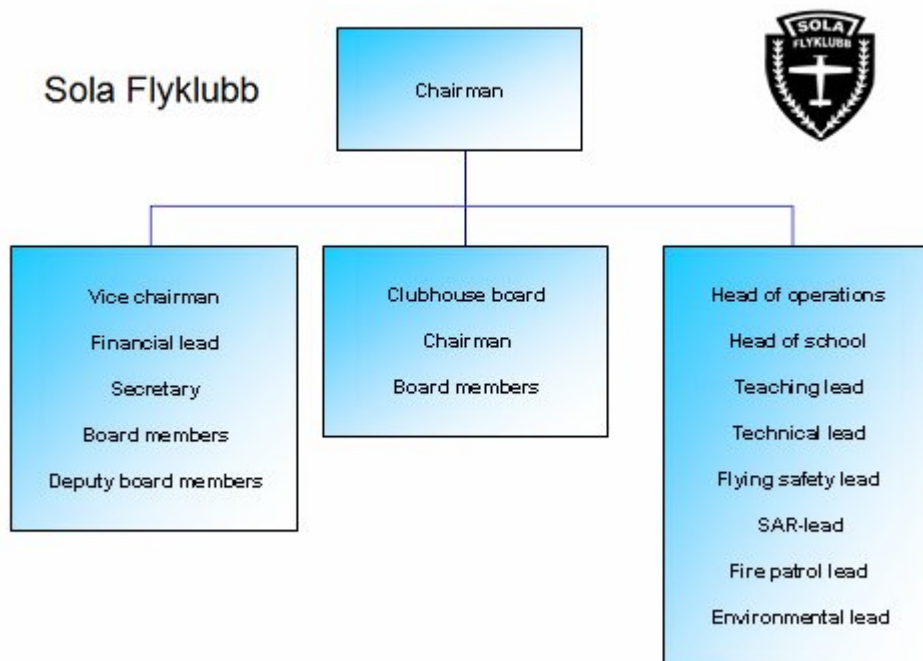 Sola Flyklubb
Chairman
SOLA
FLYKLUBB
Vice chairman
Financial lead
Secretary
Board members
Deputy board members
Clubhouse board
Chairman
Board members
Head of operations
Head of school
Teaching lead
Technical lead
Flying safety lead
SAR-lead
Fire patrol lead
Environmental lead